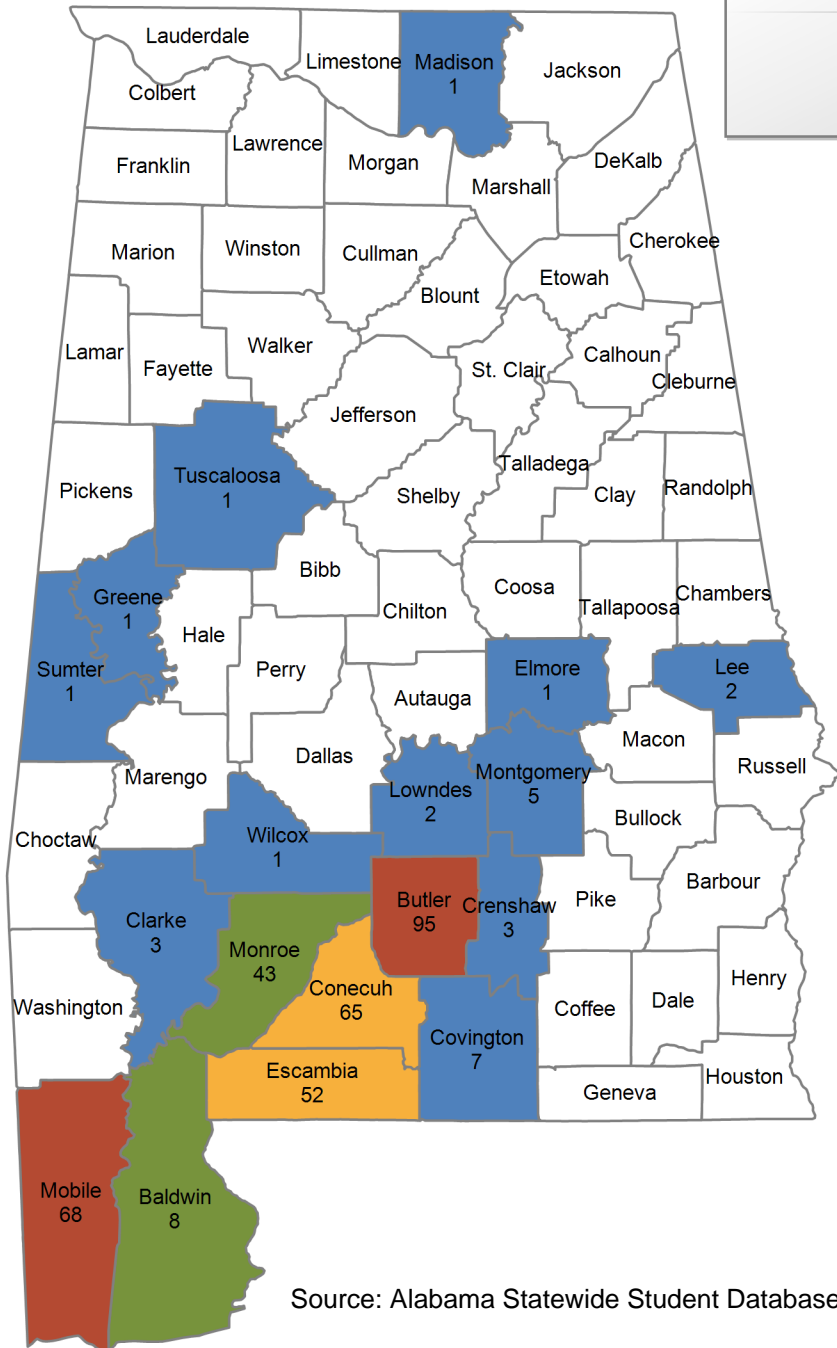 Lauderdale
Limestone
Madison
1
Jackson
Colbert
Lawrence
Franklin
Morgan
Marshall
DeKalb
Cherokee
Marion
Winston
Cullman
Blount
Etowah
Lamar
Fayette
Walker
St. Clair
Calhoun
Cleburne
Jefferson
Pickens
Tuscaloosa
1
Shelby
Talladega
Clay
Randolph
Bibb
Greene
1
Hale
Chilton
Coosa
Tallapoosa
Chambers
Sumter
1
Perry
Autauga
Elmore
1
Lee
2
Macon
Russell
Dallas
Marengo
Lowndes
2
Montgomery
5
Bullock
Choctaw
Wilcox
1
Clarke
3
Butler
95
Crenshaw
3
Pike
Barbour
Monroe
43
Conecuh
65
Washington
Covington
7
Coffee
Dale
Henry
Escambia
52
Geneva
Houston
Mobile
68
Baldwin
8
Source: Alabama Statewide Student Database